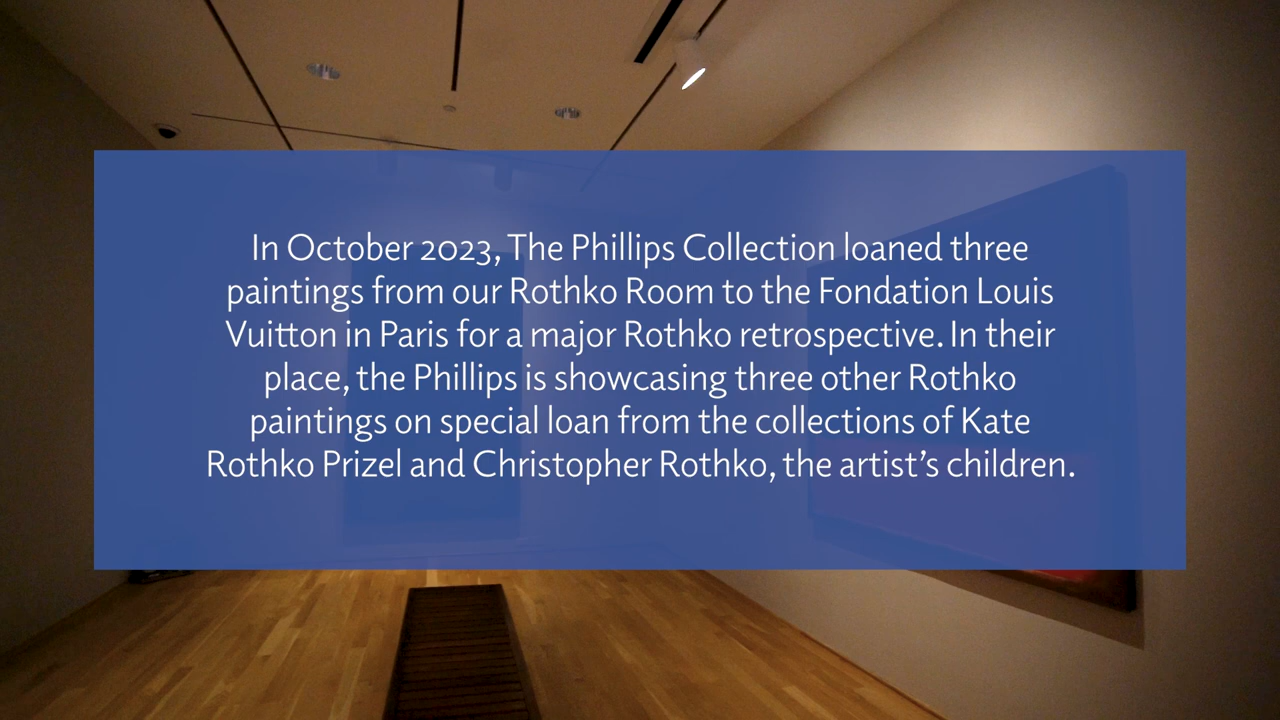 In October 2023, The Phillips Collection loaned three
paintings from our Rothko Room to the Fondation Louis
Vuitton in Paris for a major Rothko retrospective. In their
place, the Phillips is showcasing three other Rothko
paintings on special loan from the collections of Kate
Rothko Prizel and Christopher Rothko, the artist’s children.